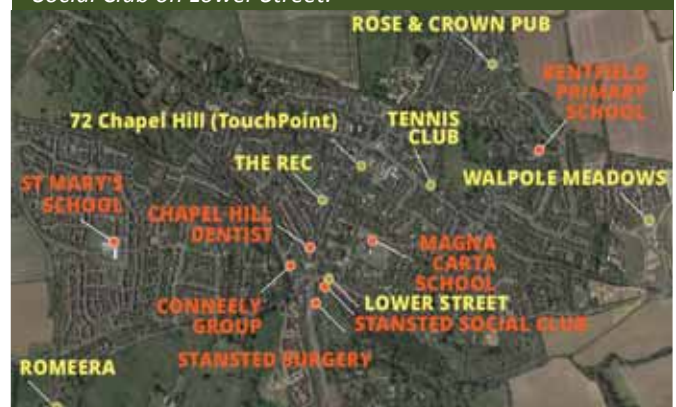 Social Club on Lower Street.
ROSE & CROWN PUB
BENTFIELD
PRIMARY
SCHOOL
72 Chapel Hill (TouchPoint)
TENNIS
CLUB
THE REC
WALPOLE MEADOWS
ST MARY'S
SCHOOL
CHAPEL HILL
DENTIST
MAGNA
CARTA
SCHOOL
CONNEELY
GROUP
LOWER STREET
STANSTED SOCIAL CLUB
STANSTED SURGERY
ROMEERA